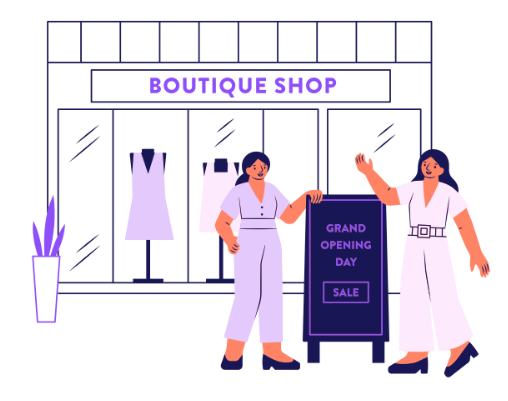 BOUTIQUE SHOP
GRAND
OPENING
DAY
SALE